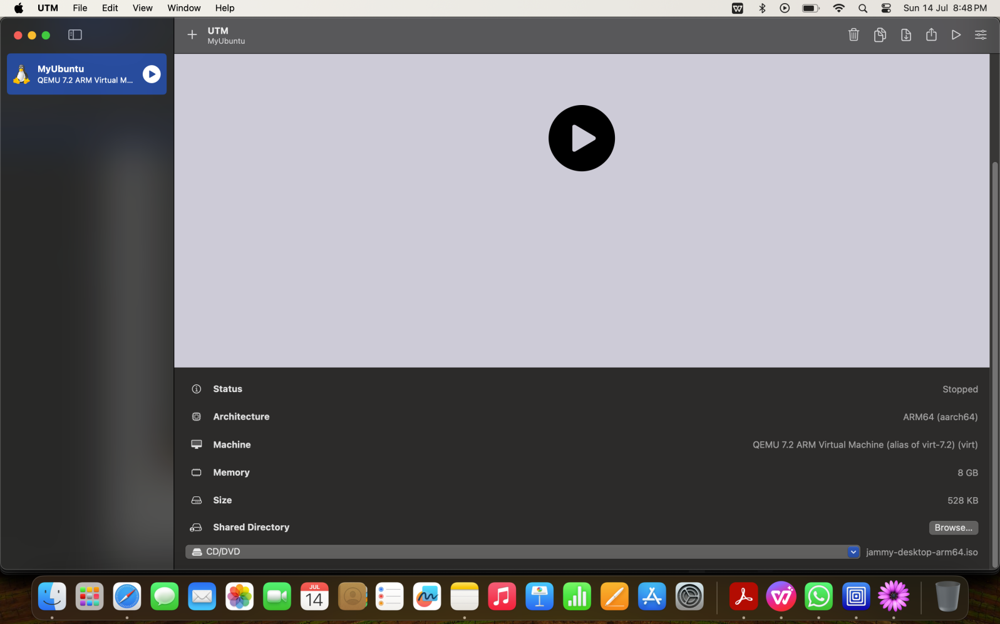 UTM File Edit View Window Help Sun 14 Jul 8:48 PM
UTM
MyUbuntu
MyUbuntu
QEMU 7.2 ARM Virtual M...
Status Stopped
Architecture ARM64 (aarch64)
Machine QEMU 7.2 ARM Virtual Machine (alias of virt-7.2) (virt)
Memory 8 GB
Size 528 KB
Shared Directory Browse...
CD/DVD jammy-desktop-arm64.iso
JUL
14